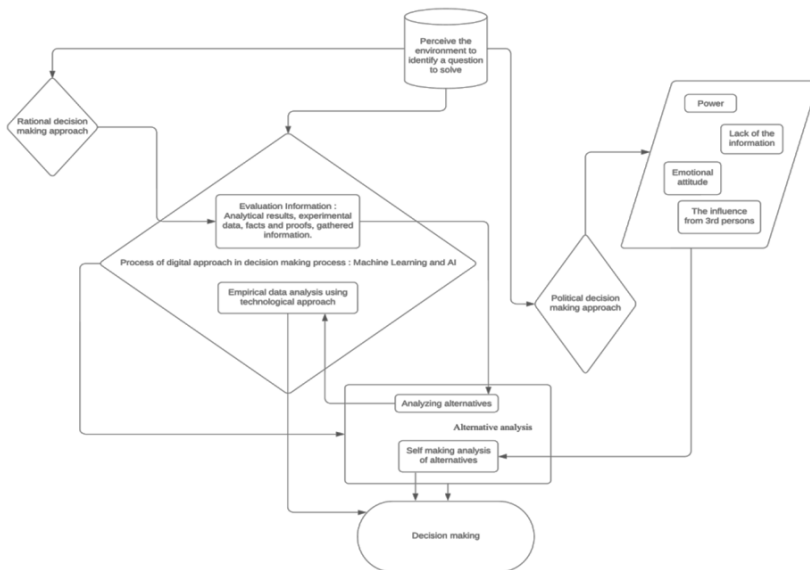 Perceive the
environment to
identify a question
to solve
Rational decision
making approach
Power
Lack of the
information
Emotional
attitude
The influence
from 3rd persons
Evaluation Information :
Analytical results, experimental
data, facts and proofs, gathered
information.
Process of digital approach in decision making process : Machine Learning and AI
Empirical data analysis using
technological approach
Political decision
making approach
Analyzing alternatives
Alternative analysis
Self making analysis
of alternatives
Decision making